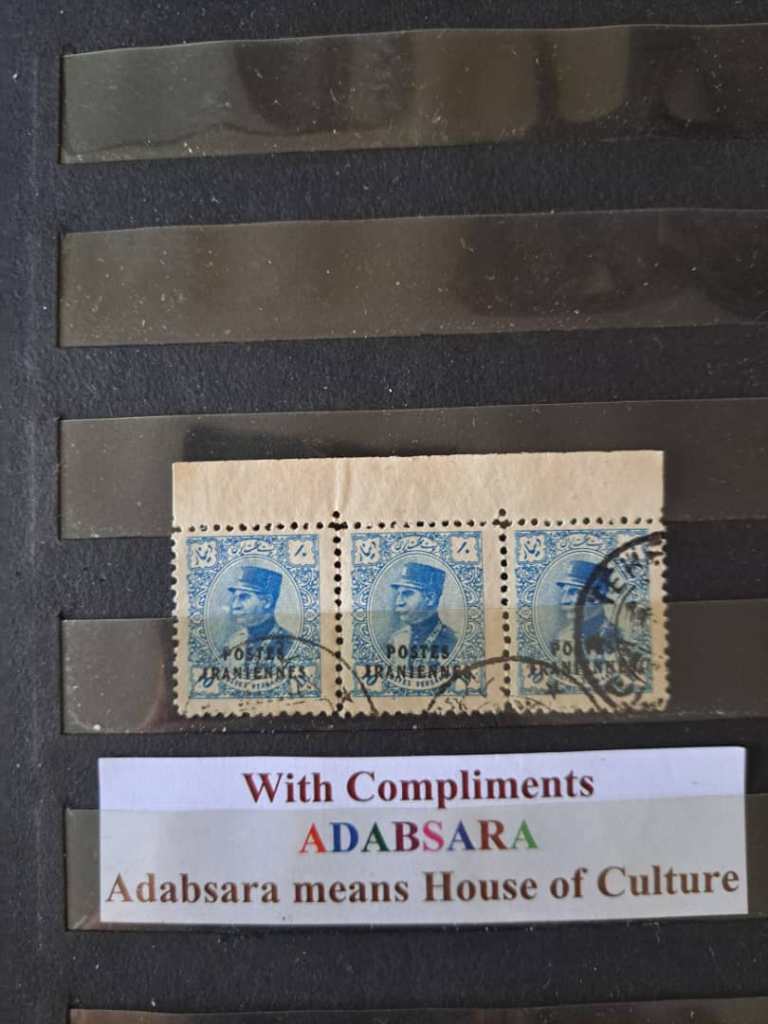 POSTES
IRANIENNES
POSTES
IRANIENNES
POSTES
IRANIENNES
With Compliments
ADABSARA
Adabsara means House of Culture